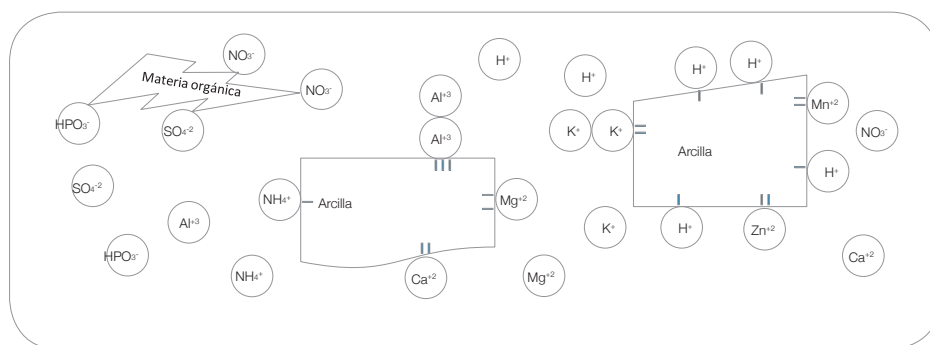 NO₃⁻
H⁺
H⁺
H⁺
H⁺
Materia orgánica
NO₃⁻
Al⁺³
Mn⁺²
HPO₃⁻
SO₄⁻²
Al⁺³
K⁺
K⁺
NO₃⁻
Arcilla
H⁺
SO₄⁻²
NH₄⁺
Arcilla
Mg⁺²
Al⁺³
K⁺
H⁺
Zn⁺²
HPO₃⁻
Ca⁺²
NH₄⁺
Ca⁺²
Mg⁺²